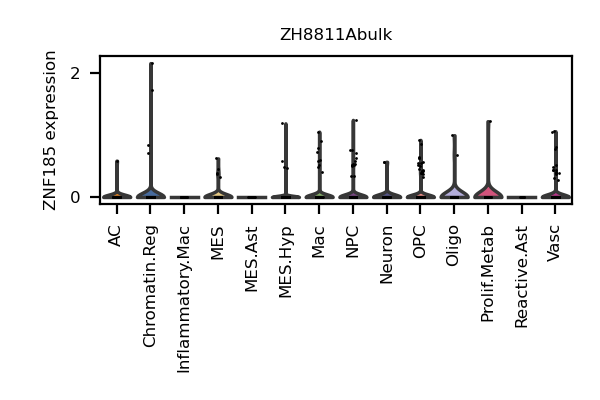 ZH8811Abulk
ZNF185 expression
2
0
AC
Chromatin.Reg
Inflammatory.Mac
MES
MES.Ast
MES.Hyp
Mac
NPC
Neuron
OPC
Oligo
Prolif.Metab
Reactive.Ast
Vasc